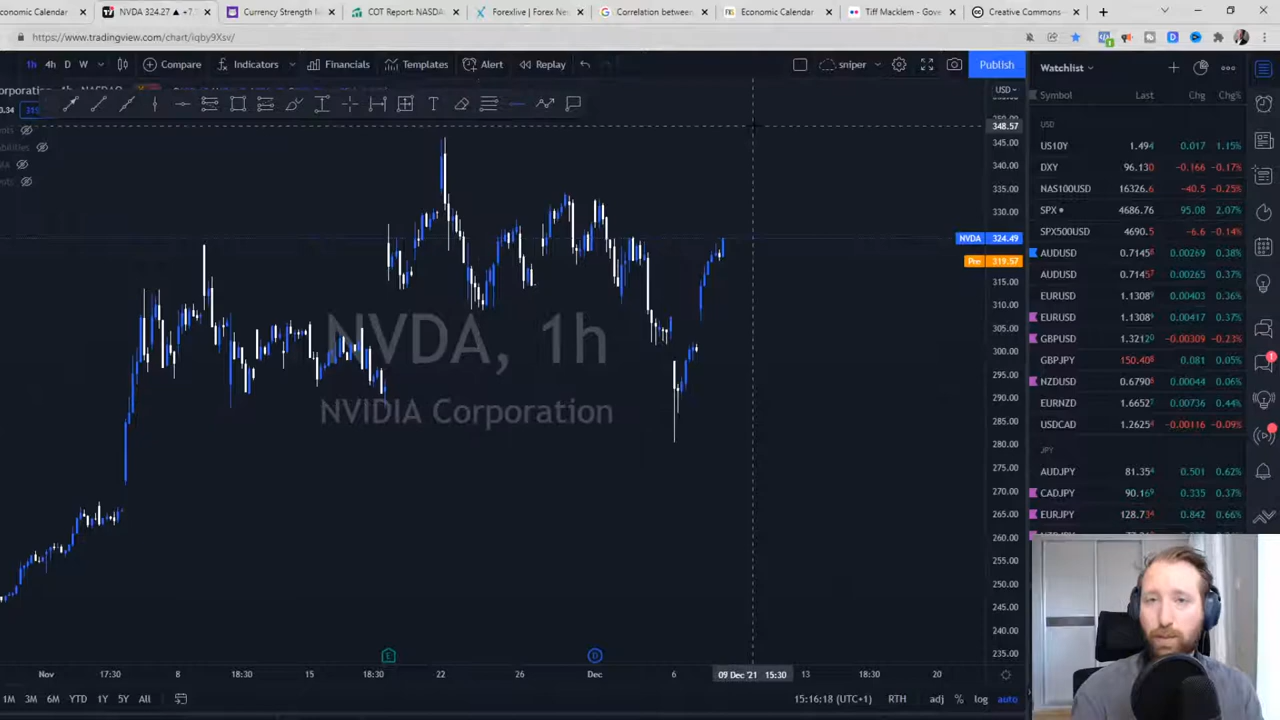 conomic Calendar
NVDA 324.27 ▲ +7.
Currency Strength M
COT Report: NASDA
Forexlive | Forex Ne
Correlation between
Economic Calendar
Tiff Macklem - Gove
Creative Commons
https://www.tradingview.com/chart/iqby9Xsv/
1h 4h D W Compare Indicators Financials Templates Alert Replay sniper Publish
Watchlist
orporation
Symbol Last Chg Chg%
USD
348.57
345.00
340.00
335.00
330.00
NVDA 324.49
Pre 319.57
315.00
310.00
305.00
300.00
295.00
290.00
285.00
280.00
275.00
270.00
265.00
260.00
255.00
250.00
245.00
240.00
235.00
NVDA, 1h
NVIDIA Corporation
USD
US10Y 1.494 0.017 1.15%
DXY 96.130 -0.166 -0.17%
NAS100USD 16326.6 -40.5 -0.25%
SPX 4686.76 95.08 2.07%
SPX500USD 4690.5 -6.6 -0.14%
AUDUSD 0.7145 0.00269 0.38%
AUDUSD 0.7145 0.00265 0.37%
EURUSD 1.1308 0.00403 0.36%
EURUSD 1.1308 0.00417 0.37%
GBPUSD 1.3212 -0.00309 -0.23%
GBPJPY 150.40 0.081 0.05%
NZDUSD 0.6790 0.00044 0.06%
EURNZD 1.6652 0.00736 0.44%
USDCAD 1.2625 -0.00116 -0.09%
JPY
AUDJPY 81.35 0.501 0.62%
CADJPY 90.16 0.335 0.37%
EURJPY 128.73 0.842 0.66%
E
D
Nov 17:30 8 18:30 15 18:30 22 26 Dec 6 09 Dec '21 15:30 13 18:30 20
1M 3M 6M YTD 1Y 5Y All
15:16:18 (UTC+1) RTH adj % log auto